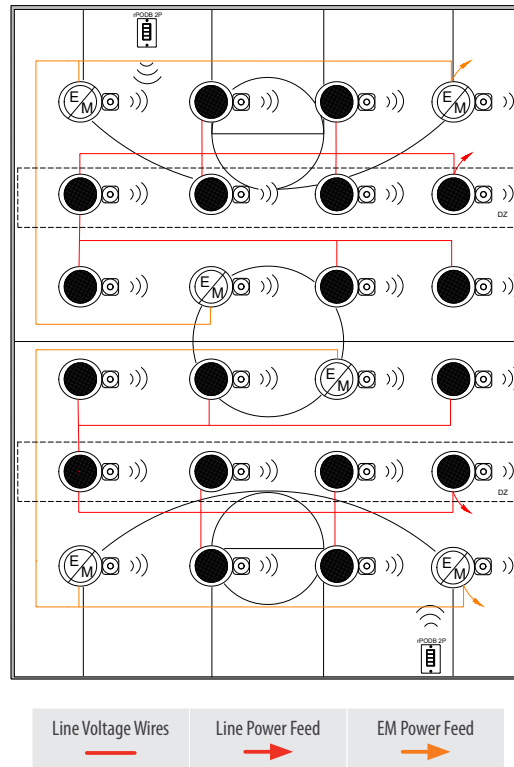 rPODB 2P
E
M
E
M
DZ
E
M
E
M
DZ
E
M
E
M
rPODB 2P
Line Voltage Wires
Line Power Feed
EM Power Feed